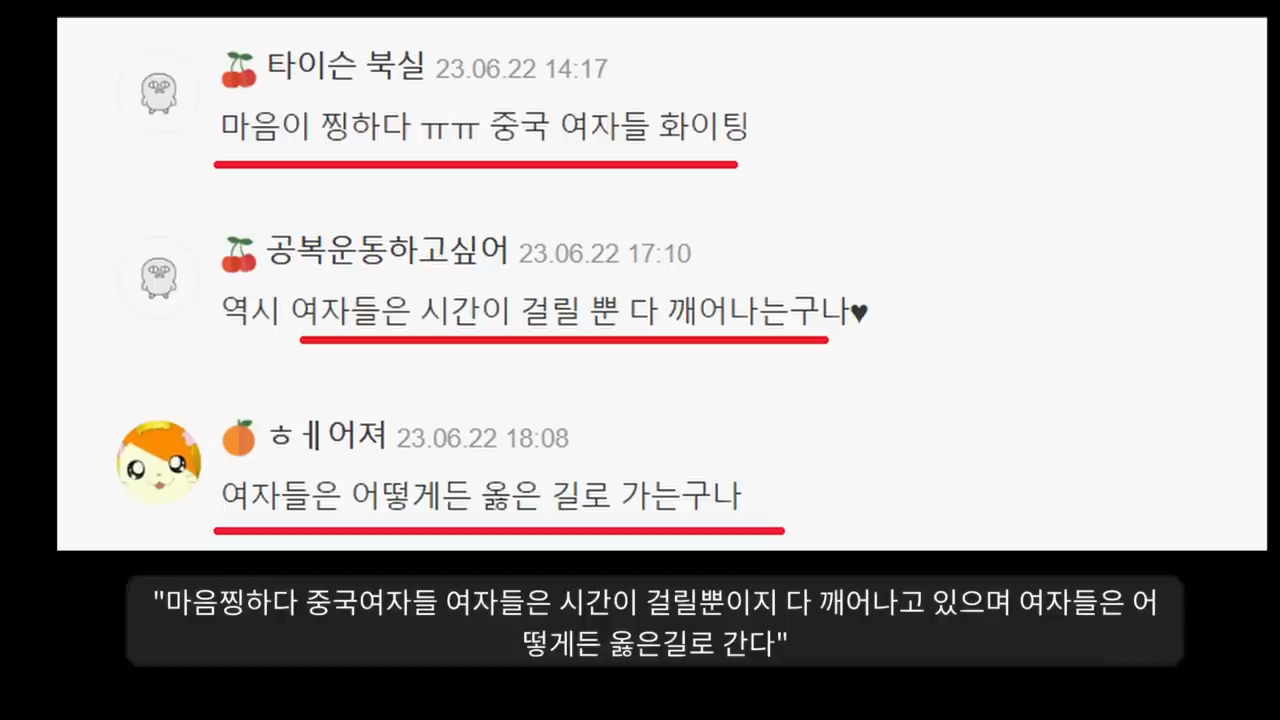 타이슨 북실 23.06.22 14:17
마음이 찡하다 ㅠㅠ 중국 여자들 화이팅
공복운동하고싶어 23.06.22 17:10
역시 여자들은 시간이 걸릴 뿐 다 깨어나는구나♥
ㅎㅔ어져 23.06.22 18:08
여자들은 어떻게든 옳은 길로 가는구나
"마음찡하다 중국여자들 여자들은 시간이 걸릴뿐이지 다 깨어나고 있으며 여자들은 어
떻게든 옳은길로 간다"